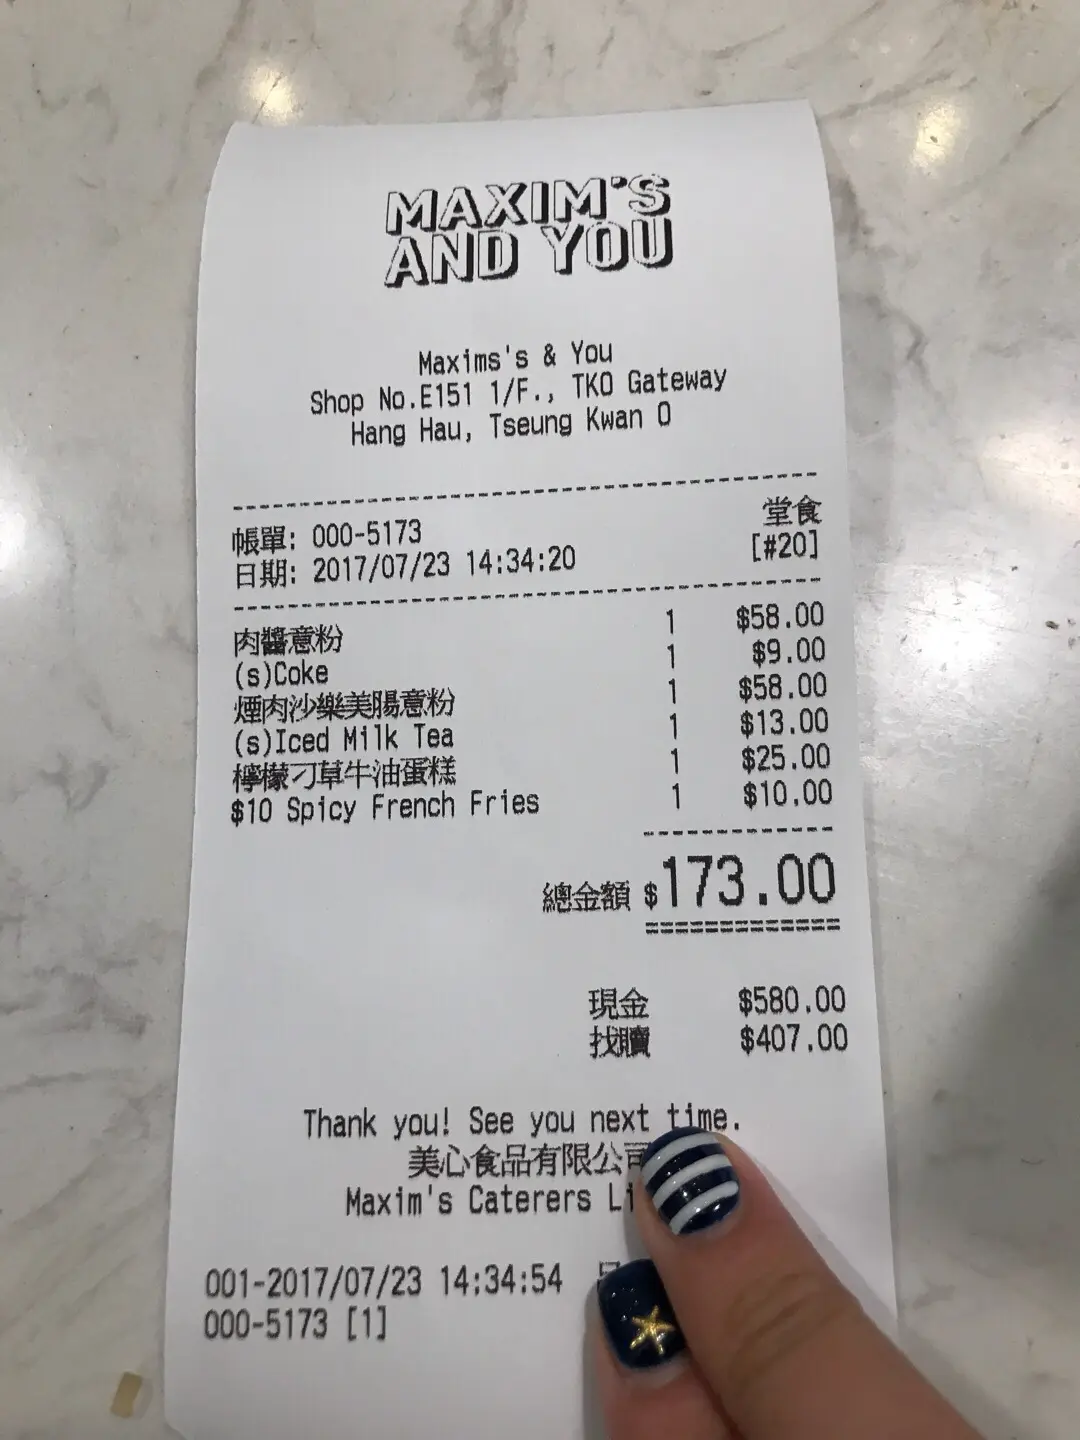 MAXIM'S
AND YOU
Maxims's & You
Shop No.E151 1/F., TKO Gateway
Hang Hau, Tseung Kwan O
帳單: 000-5173 堂食
日期: 2017/07/23 14:34:20 [#20]
肉醬意粉 1 $58.00
(s)Coke 1 $9.00
煙肉沙樂美腸意粉 1 $58.00
(s)Iced Milk Tea 1 $13.00
檸檬刁草牛油蛋糕 1 $25.00
$10 Spicy French Fries 1 $10.00
總金額 $173.00
現金 $580.00
找贖 $407.00
Thank you! See you next time.
美心食品有限公司
Maxim's Caterers
001-2017/07/23 14:34:54
000-5173 [1]